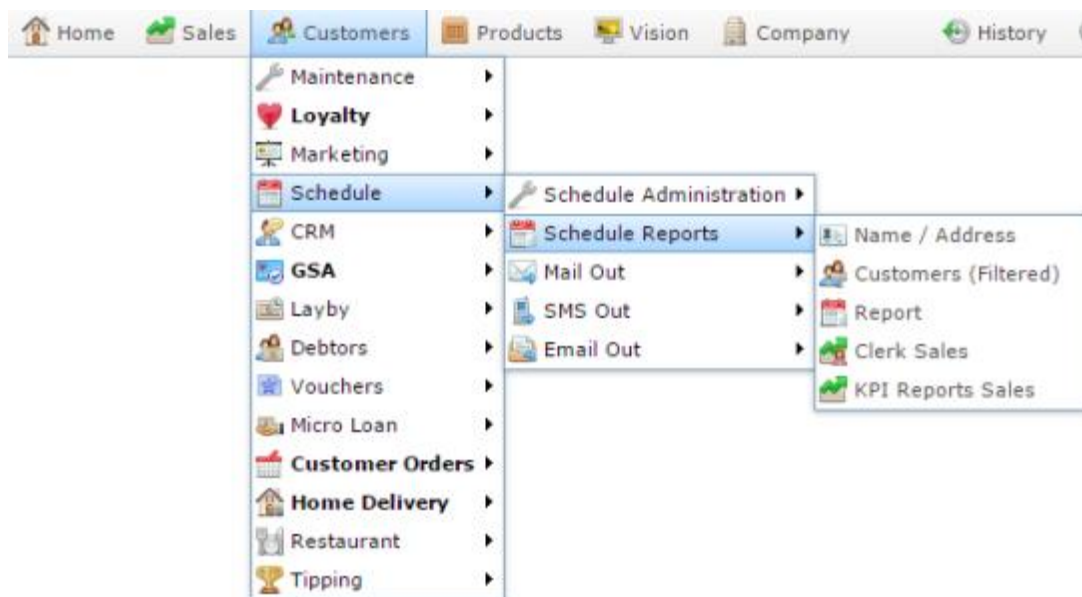 Home Sales Customers Products Vision Company History
Maintenance
Loyalty
Marketing
Schedule
CRM
GSA
Layby
Debtors
Vouchers
Micro Loan
Customer Orders
Home Delivery
Restaurant
Tipping
Schedule Administration
Schedule Reports
Mail Out
SMS Out
Email Out
Name / Address
Customers (Filtered)
Report
Clerk Sales
KPI Reports Sales